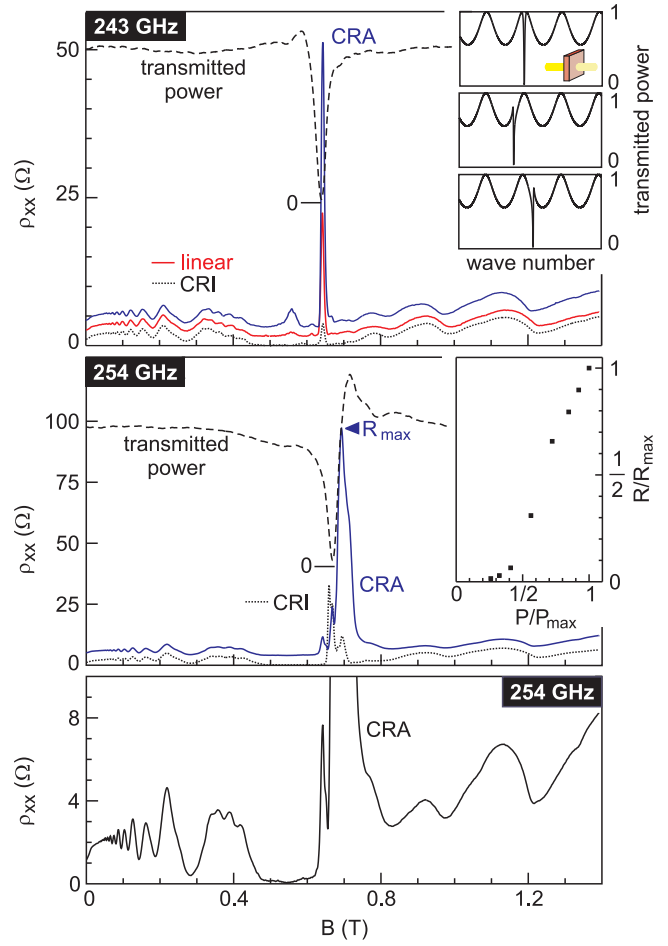 243 GHz
CRA
transmitted
power
50
25
0
ρxx (Ω)
0
linear
CRI
1
0
1
0
1
0
transmitted power
wave number
254 GHz
transmitted
power
Rmax
100
75
50
25
0
ρxx (Ω)
0
CRI
CRA
1
1/2
0
R/Rmax
0
1/2
1
P/Pmax
254 GHz
CRA
8
4
0
ρxx (Ω)
0
0.4
0.8
1.2
B (T)